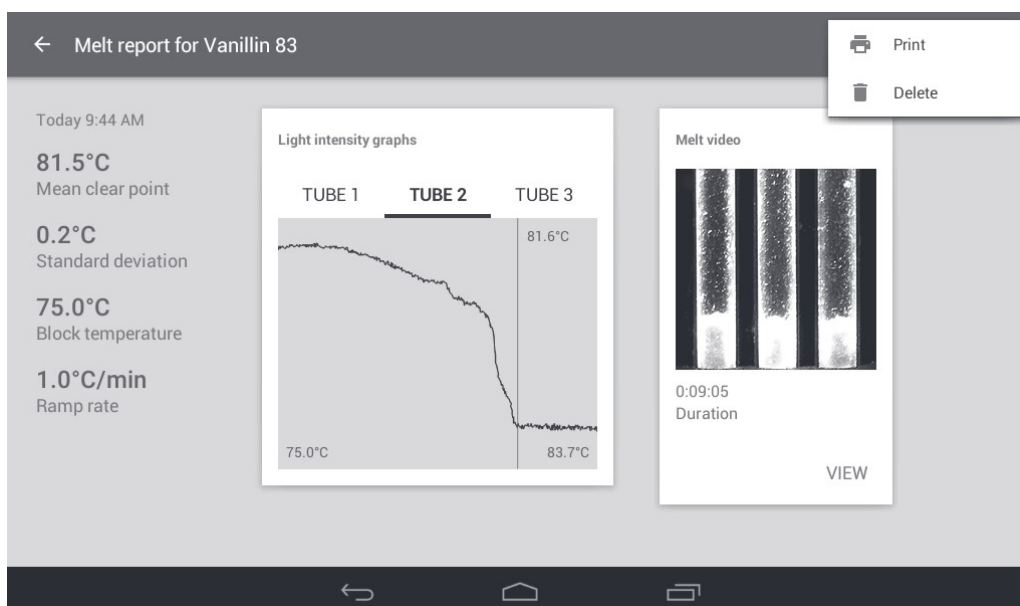 Melt report for Vanillin 83
Print
Delete
Today 9:44 AM
81.5°C
Mean clear point
0.2°C
Standard deviation
75.0°C
Block temperature
1.0°C/min
Ramp rate
Light intensity graphs
TUBE 1 TUBE 2 TUBE 3
81.6°C
75.0°C 83.7°C
Melt video
0:09:05
Duration
VIEW